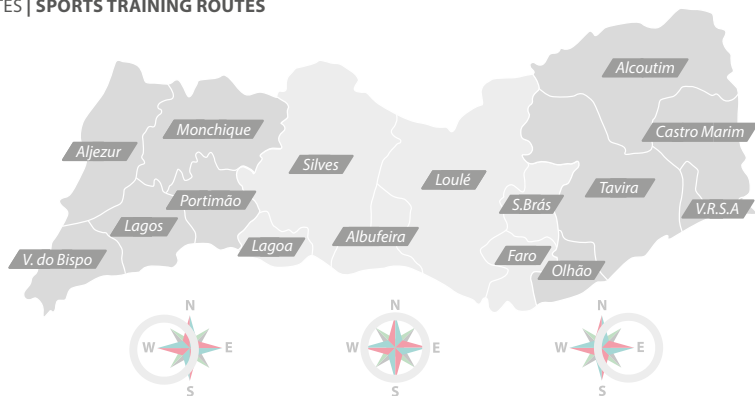 TES | SPORTS TRAINING ROUTES
Alcoutim
Castro Marim
Monchique
Aljezur
Silves
Loulé
Tavira
Portimão
S.Brás
V.R.S.A
Lagos
Albufeira
Lagoa
Faro
V. do Bispo
Olhão
N N N
W E W E W E
S S S